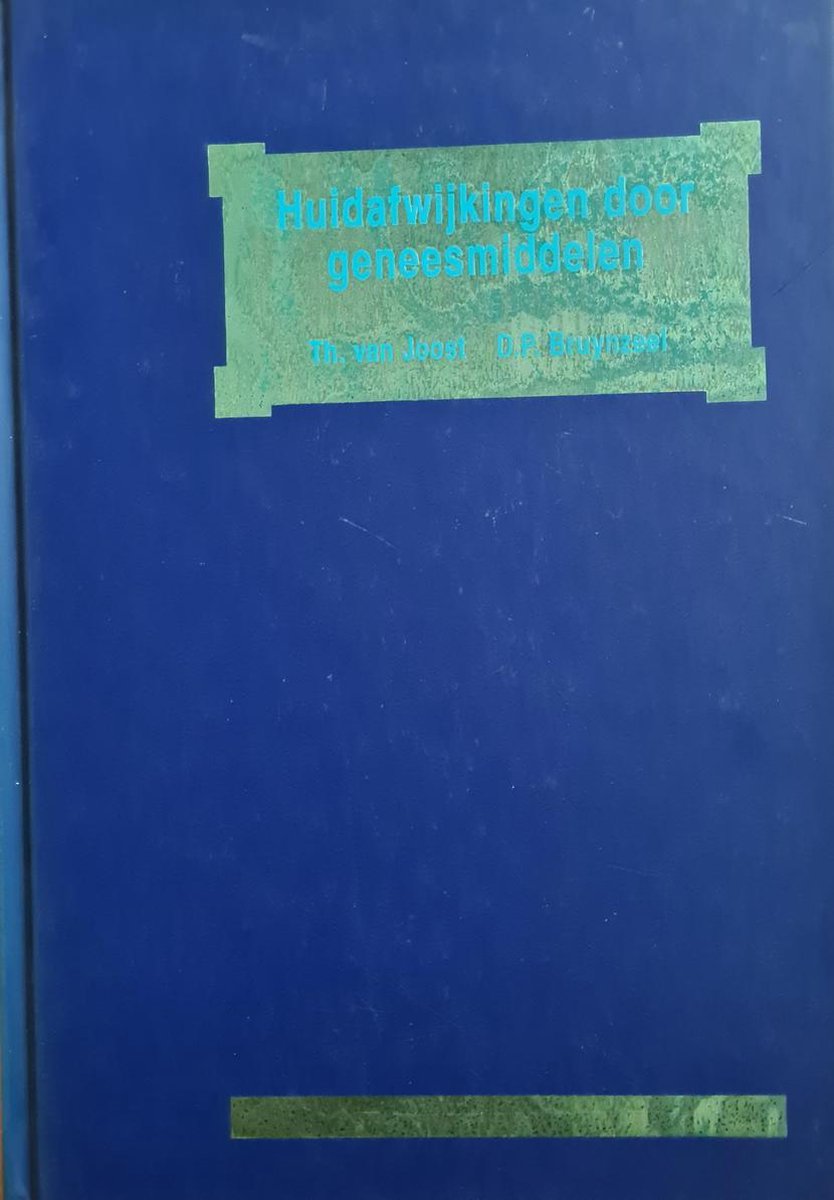 Huidafwijkingen door
geneesmiddelen
Th. van Joost D.P. Bruynzeel